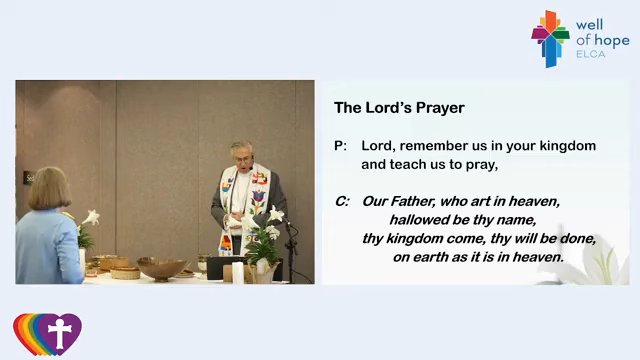 well
of hope
ELCA
The Lord's Prayer
P: Lord, remember us in your kingdom
and teach us to pray,
C: Our Father, who art in heaven,
hallowed be thy name,
thy kingdom come, thy will be done,
on earth as it is in heaven.